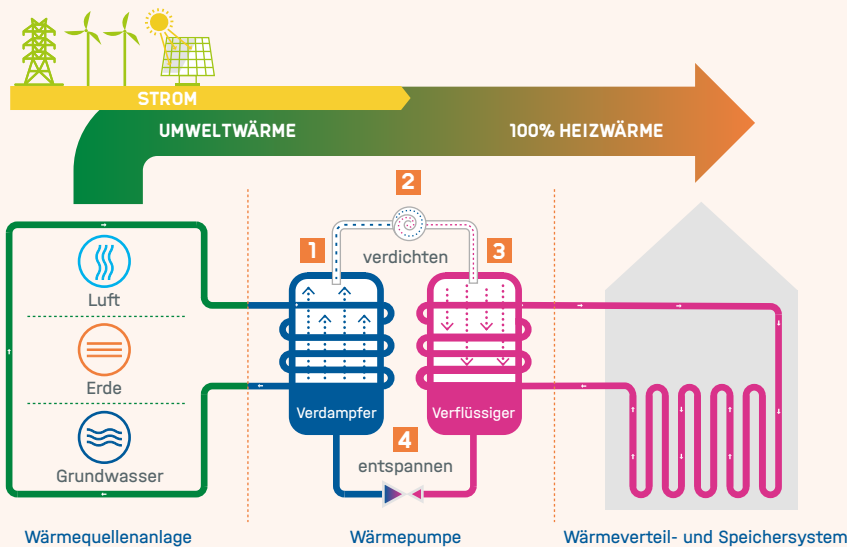 STROM
UMWELTWÄRME
100% HEIZWÄRME
2
1
3
verdichten
Luft
Erde
Grundwasser
Verdampfer
Verflüssiger
4
entspannen
Wärmequellenanlage
Wärmepumpe
Wärmeverteil- und Speichersystem